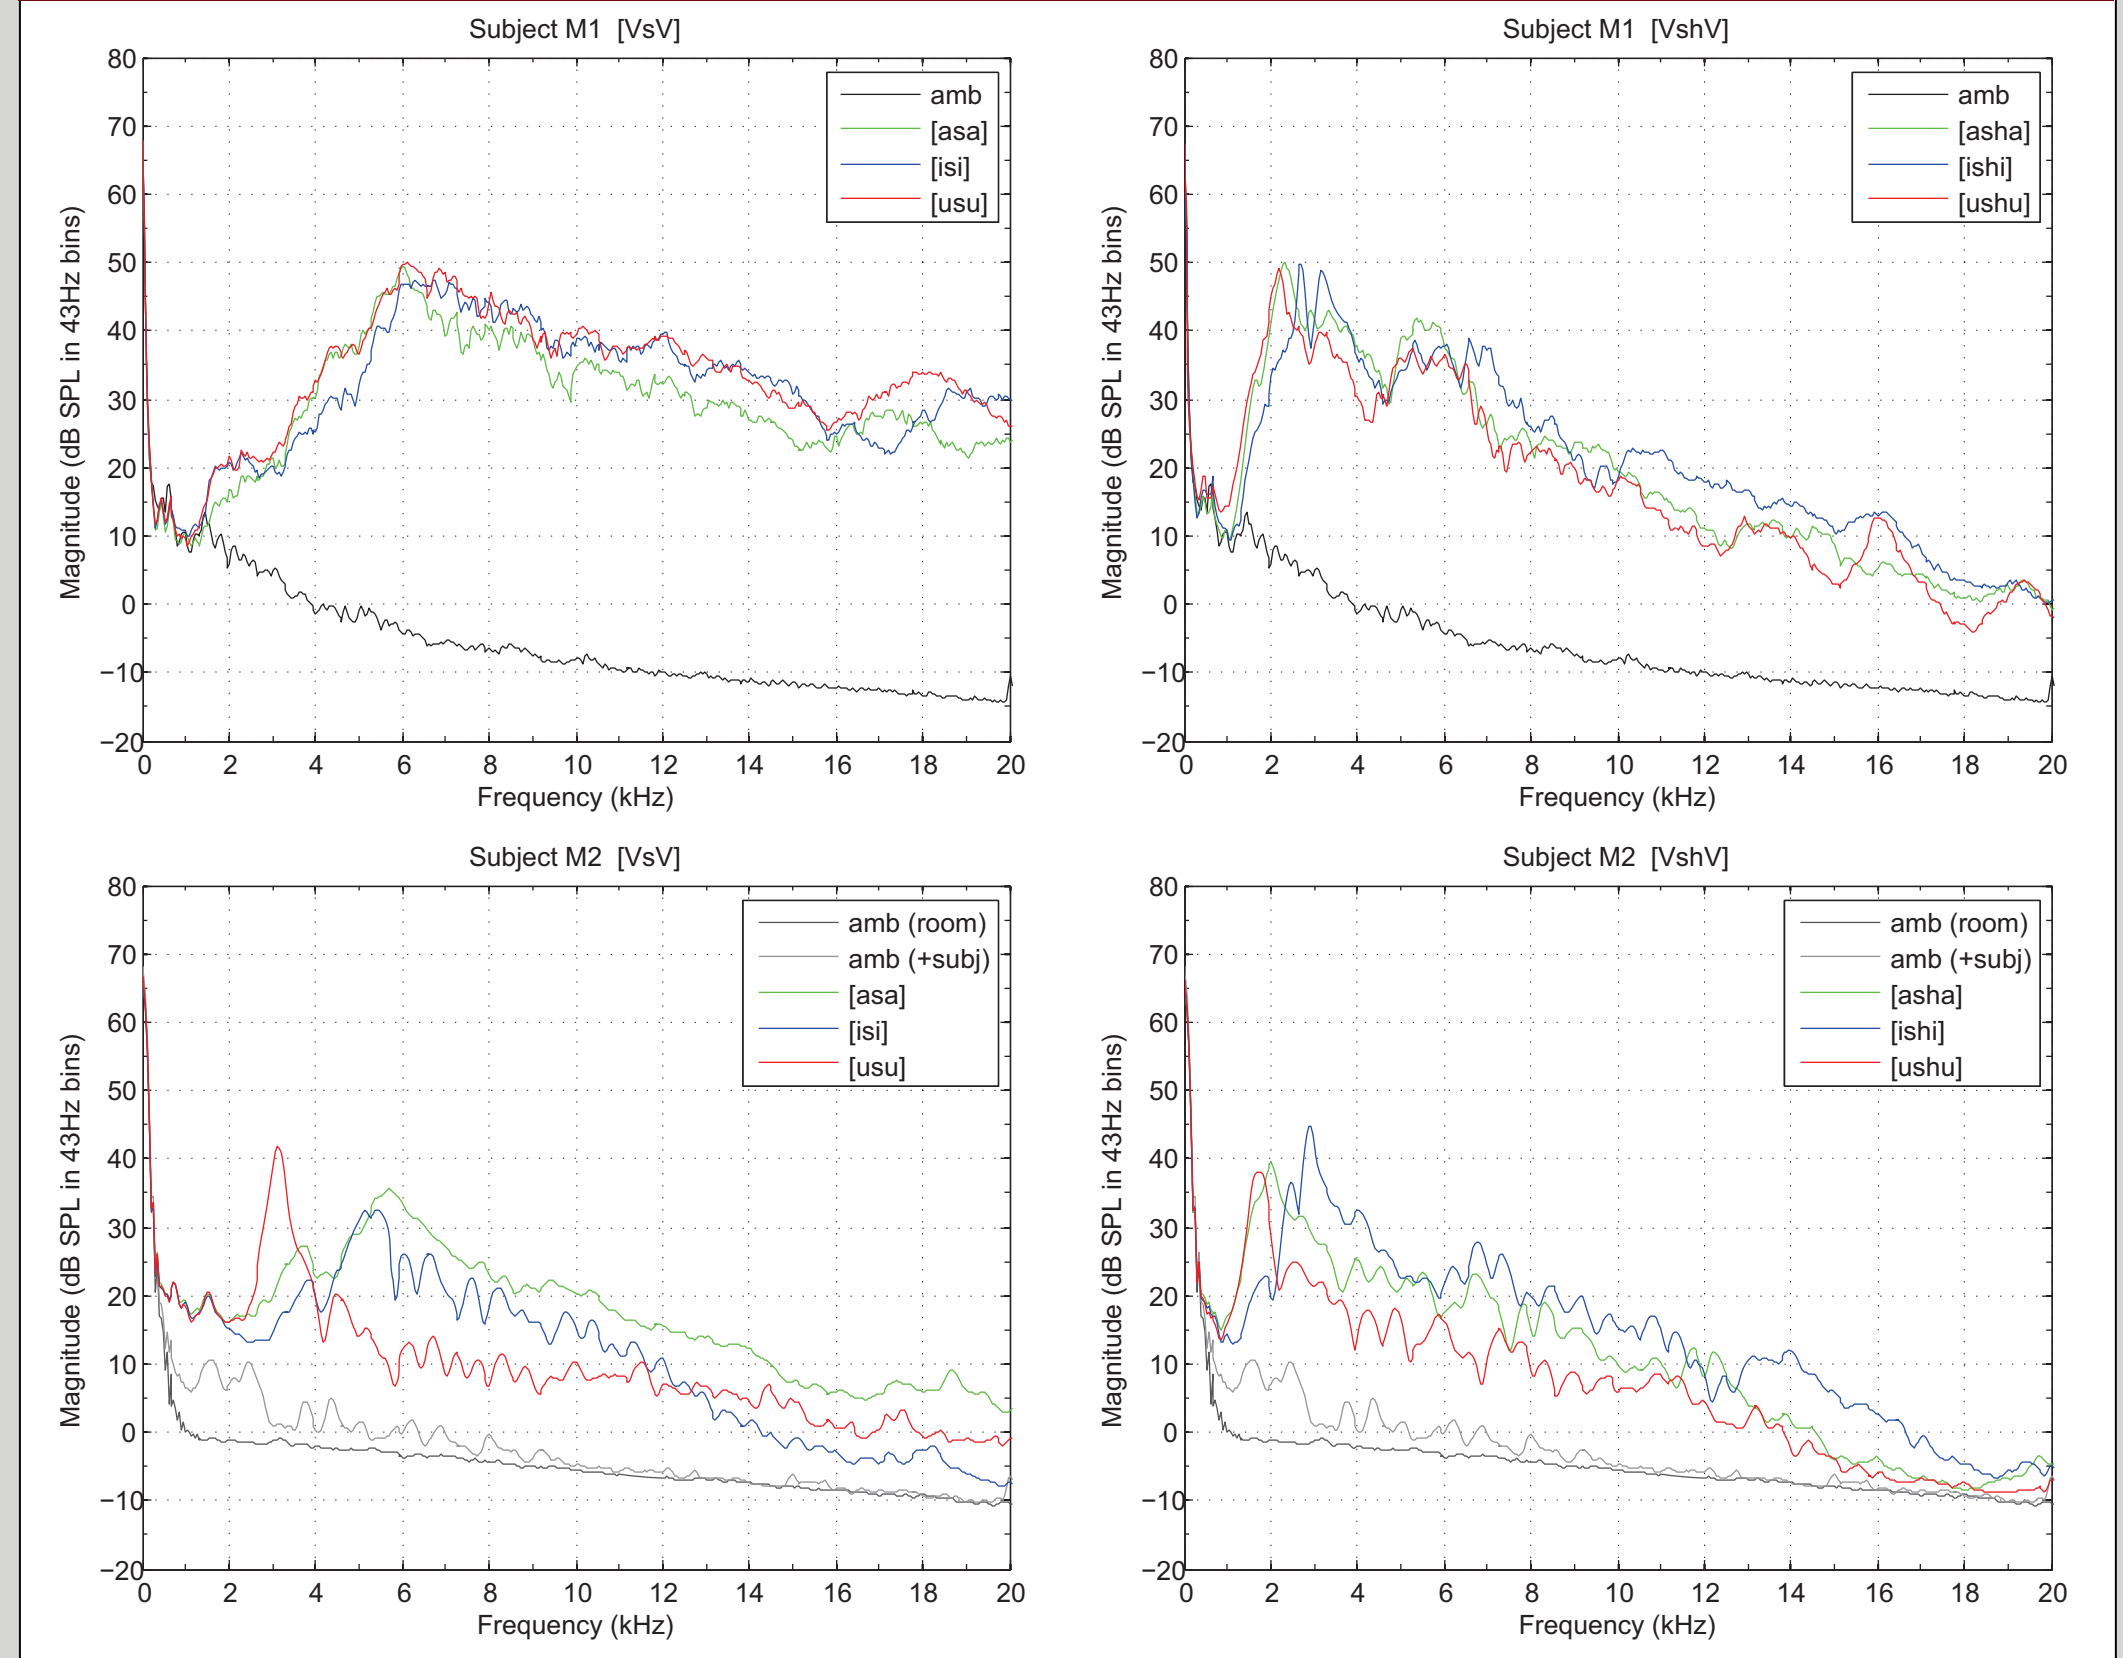 Subject M1 [VsV]
80
70
60
50
40
30
20
10
0
−10
−20
Magnitude (dB SPL in 43Hz bins)
amb
[asa]
[isi]
[usu]
0 2 4 6 8 10 12 14 16 18 20
Frequency (kHz)
Subject M1 [VshV]
80
70
60
50
40
30
20
10
0
−10
−20
Magnitude (dB SPL in 43Hz bins)
amb
[asha]
[ishi]
[ushu]
0 2 4 6 8 10 12 14 16 18 20
Frequency (kHz)
Subject M2 [VsV]
80
70
60
50
40
30
20
10
0
−10
−20
Magnitude (dB SPL in 43Hz bins)
amb (room)
amb (+subj)
[asa]
[isi]
[usu]
0 2 4 6 8 10 12 14 16 18 20
Frequency (kHz)
Subject M2 [VshV]
80
70
60
50
40
30
20
10
0
−10
−20
Magnitude (dB SPL in 43Hz bins)
amb (room)
amb (+subj)
[asha]
[ishi]
[ushu]
0 2 4 6 8 10 12 14 16 18 20
Frequency (kHz)